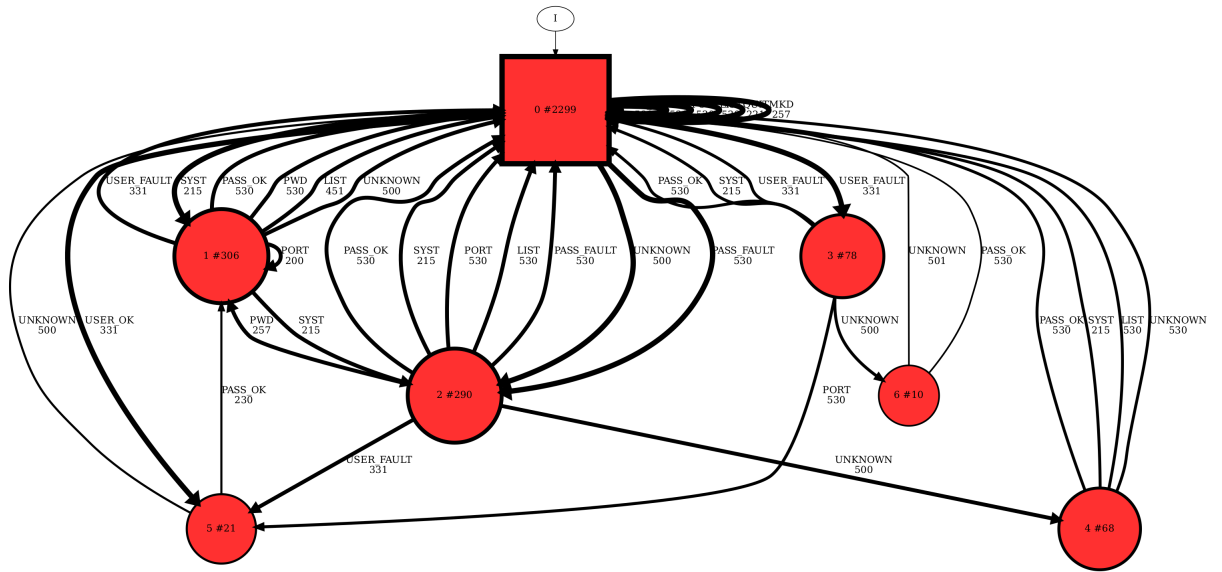 I
0 #2299
MKD
257
USER_FAULT
331
SYST
215
PASS_OK
530
PWD
530
LIST
451
UNKNOWN
500
PASS_OK
530
SYST
215
USER_FAULT
331
USER_FAULT
331
1 #306
PORT
200
PASS_OK
530
SYST
215
PORT
530
LIST
530
PASS_FAULT
530
UNKNOWN
500
PASS_FAULT
530
3 #78
UNKNOWN
501
PASS_OK
530
UNKNOWN
500
USER_OK
331
PWD
257
SYST
215
UNKNOWN
500
PASS_OK
530
SYST
215
LIST
530
UNKNOWN
530
PASS_OK
230
2 #290
PORT
530
6 #10
USER_FAULT
331
UNKNOWN
500
5 #21
4 #68